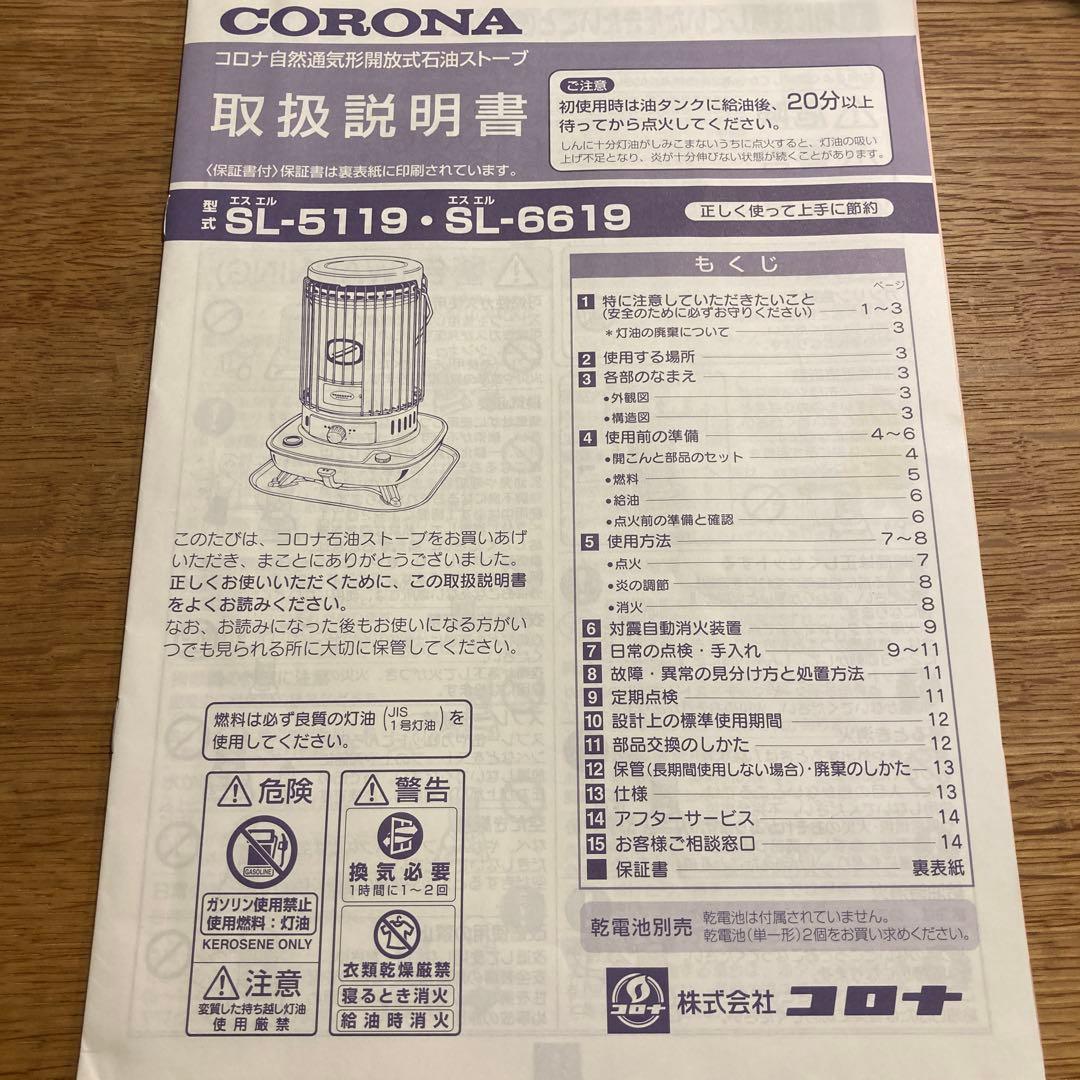 CORONA
コロナ自然通気形開放式石油ストーブ
取扱説明書
〈保証書付〉保証書は裏表紙に印刷されています。
ご注意
初使用時は油タンクに給油後、20分以上
待ってから点火してください。
しんに十分灯油がしみこまないうちに点火すると、灯油の吸い
上げ不足となり、炎が十分伸びない状態が続くことがあります。
型式 エスエル SL-5119・エスエル SL-6619
正しく使って上手に節約
このたびは、コロナ石油ストーブをお買いあげ
いただき、まことにありがとうございました。
正しくお使いいただくために、この取扱説明書
をよくお読みください。
なお、お読みになった後もお使いになる方がい
つでも見られる所に大切に保管してください。
燃料は必ず良質の灯油(JIS 1号灯油)を
使用してください。
危険
GASOLINE
ガソリン使用禁止
使用燃料：灯油
KEROSENE ONLY
注意
変質した持ち越し灯油
使用厳禁
警告
換気必要
1時間に1〜2回
衣類乾燥厳禁
寝るとき消火
給油時消火
もくじ
ページ
1 特に注意していただきたいこと
(安全のために必ずお守りください) 1〜3
＊灯油の廃棄について 3
2 使用する場所 3
3 各部のなまえ 3
●外観図 3
●構造図 3
4 使用前の準備 4〜6
●開こんと部品のセット 4
●燃料 5
●給油 6
●点火前の準備と確認 6
5 使用方法 7〜8
●点火 7
●炎の調節 8
●消火 8
6 対震自動消火装置 9
7 日常の点検・手入れ 9〜11
8 故障・異常の見分け方と処置方法 11
9 定期点検 11
10 設計上の標準使用期間 12
11 部品交換のしかた 12
12 保管(長期間使用しない場合)・廃棄のしかた 13
13 仕様 13
14 アフターサービス 14
15 お客様ご相談窓口 14
■ 保証書 裏表紙
乾電池別売
乾電池は付属されていません。
乾電池(単一形)2個をお買い求めください。
コロナ
株式会社 コロナ